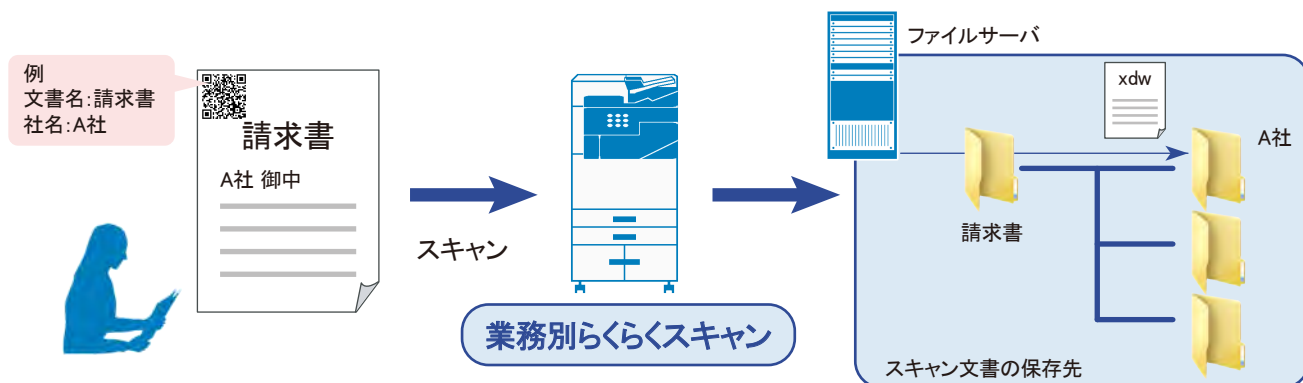 例
文書名:請求書
社名:A社
請求書
A社 御中
スキャン
業務別らくらくスキャン
ファイルサーバ
xdw
A社
請求書
スキャン文書の保存先